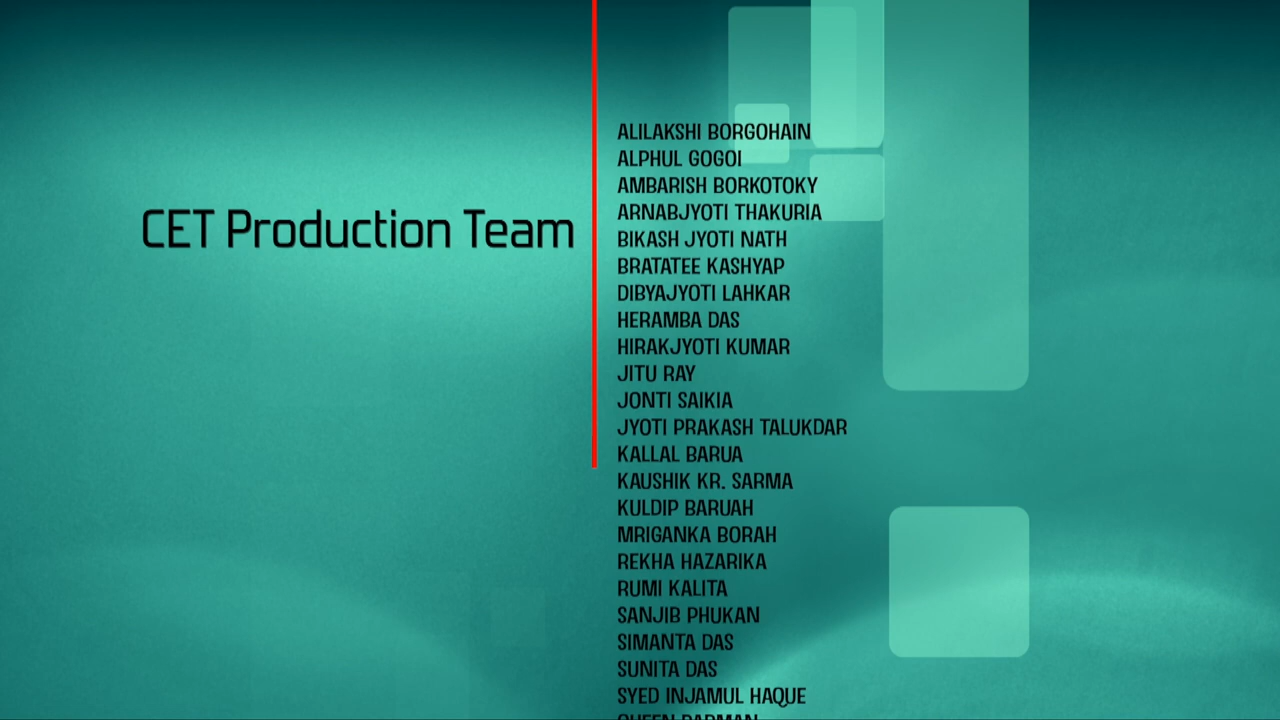 CET Production Team
ALILAKSHI BORGOHAIN
ALPHUL GOGOI
AMBARISH BORKOTOKY
ARNABJYOTI THAKURIA
BIKASH JYOTI NATH
BRATATEE KASHYAP
DIBYAJYOTI LAHKAR
HERAMBA DAS
HIRAKJYOTI KUMAR
JITU RAY
JONTI SAIKIA
JYOTI PRAKASH TALUKDAR
KALLAL BARUA
KAUSHIK KR. SARMA
KULDIP BARUAH
MRIGANKA BORAH
REKHA HAZARIKA
RUMI KALITA
SANJIB PHUKAN
SIMANTA DAS
SUNITA DAS
SYED INJAMUL HAQUE